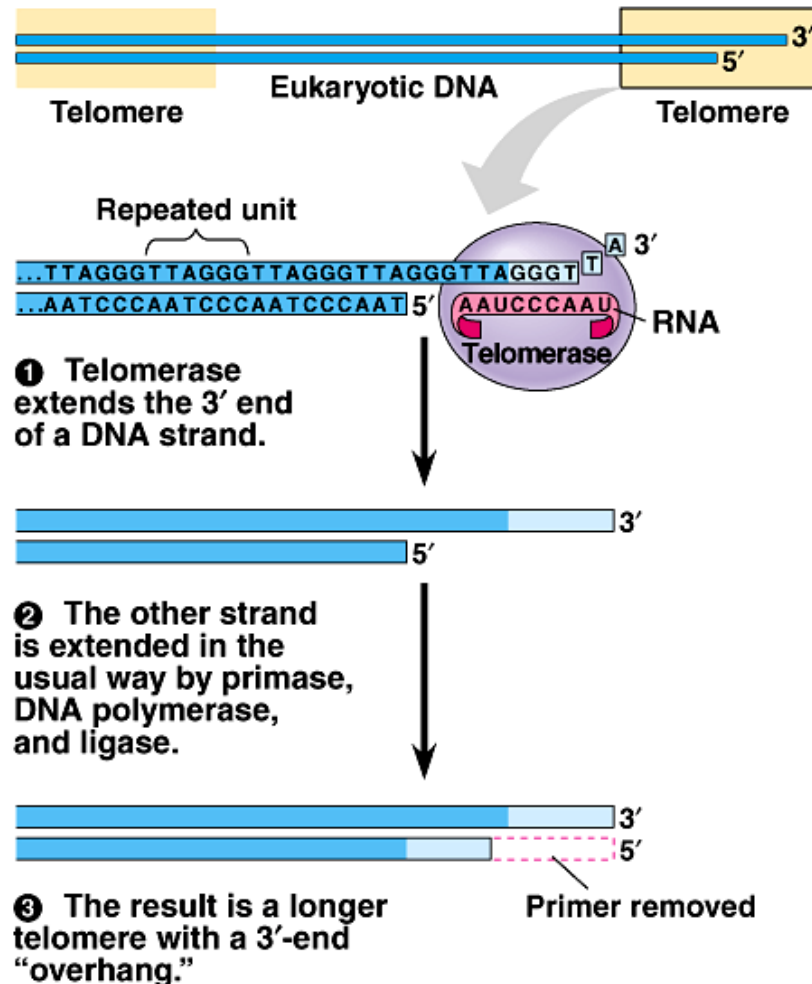 3′
5′
Eukaryotic DNA
Telomere
Telomere
Repeated unit
A 3′
T
...TTAGGGTTAGGGTTAGGGTTAGGGTTAGGGT
...AATCCCAATCCCAATCCCAAT 5′ AAUCCCAAU
RNA
Telomerase
❶ Telomerase
extends the 3′ end
of a DNA strand.
3′
5′
❷ The other strand
is extended in the
usual way by primase,
DNA polymerase,
and ligase.
3′
5′
Primer removed
❸ The result is a longer
telomere with a 3′-end
“overhang.”